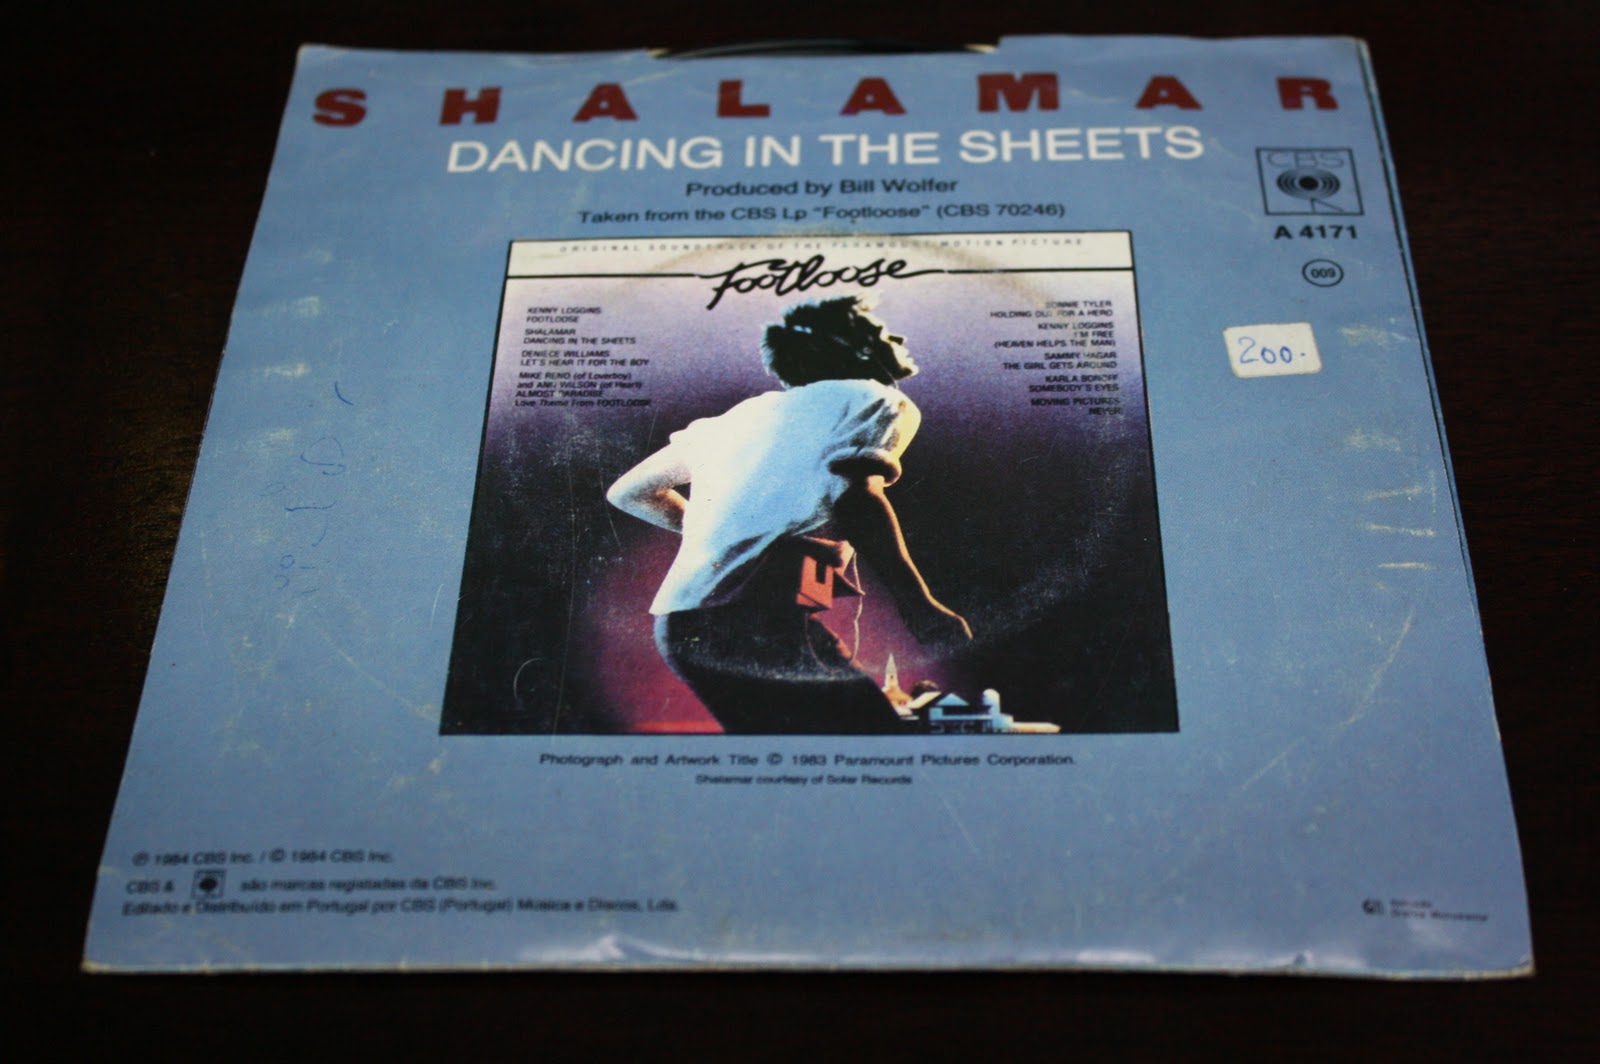 SHALAMAR
DANCING IN THE SHEETS
Produced by Bill Wolfer
Taken from the CBS Lp "Footloose" (CBS 70246)
CBS
A 4171
009
200.
ORIGINAL SOUNDTRACK OF THE PARAMOUNT MOTION PICTURE
Footloose
KENNY LOGGINS
FOOTLOOSE
SHALAMAR
DANCING IN THE SHEETS
DENIECE WILLIAMS
LET'S HEAR IT FOR THE BOY
MIKE RENO (of Loverboy)
and ANN WILSON (of Heart)
ALMOST PARADISE
Love Theme From FOOTLOOSE
BONNIE TYLER
HOLDING OUT FOR A HERO
KENNY LOGGINS
I'M FREE
(HEAVEN HELPS THE MAN)
SAMMY HAGAR
THE GIRL GETS AROUND
KARLA BONOFF
SOMEBODY'S EYES
MOVING PICTURES
NEVER
Photograph and Artwork Title © 1983 Paramount Pictures Corporation.
Shalamar courtesy of Solar Records
℗ 1984 CBS Inc. / © 1984 CBS Inc.
CBS & são marcas registadas da CBS Inc.
Editado e Distribuído em Portugal por CBS (Portugal) Música e Discos, Lda.